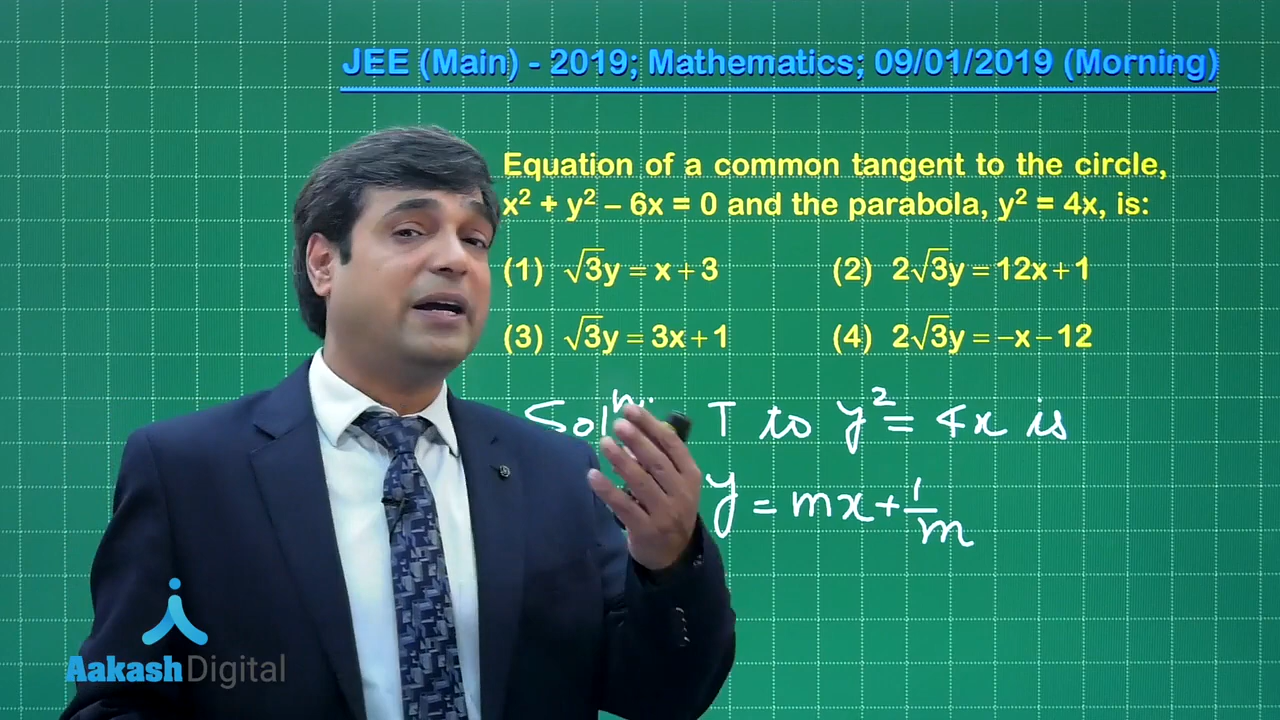 JEE (Main) - 2019; Mathematics; 09/01/2019 (Morning)
Equation of a common tangent to the circle,
x² + y² – 6x = 0 and the parabola, y² = 4x, is:
(1) √3y = x + 3 (2) 2√3y = 12x + 1
(3) √3y = 3x + 1 (4) 2√3y = –x – 12
T to y² = 4x is
y = mx + 1/m
Aakash Digital